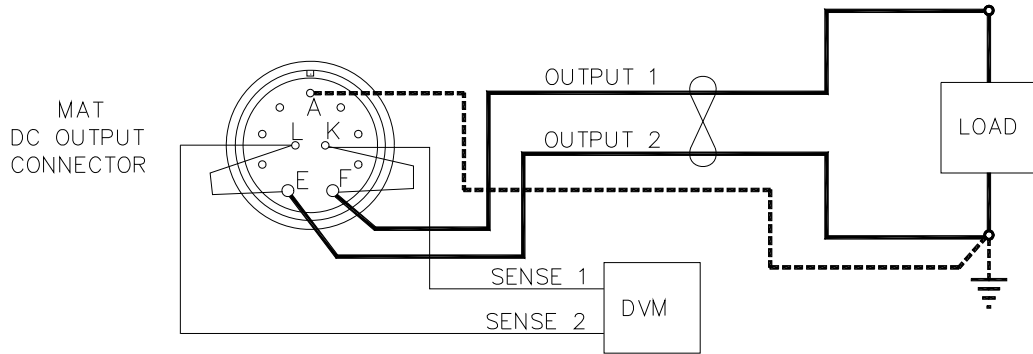 OUTPUT 1
MAT
DC OUTPUT
CONNECTOR
A
L
K
OUTPUT 2
LOAD
E
F
SENSE 1
SENSE 2
DVM